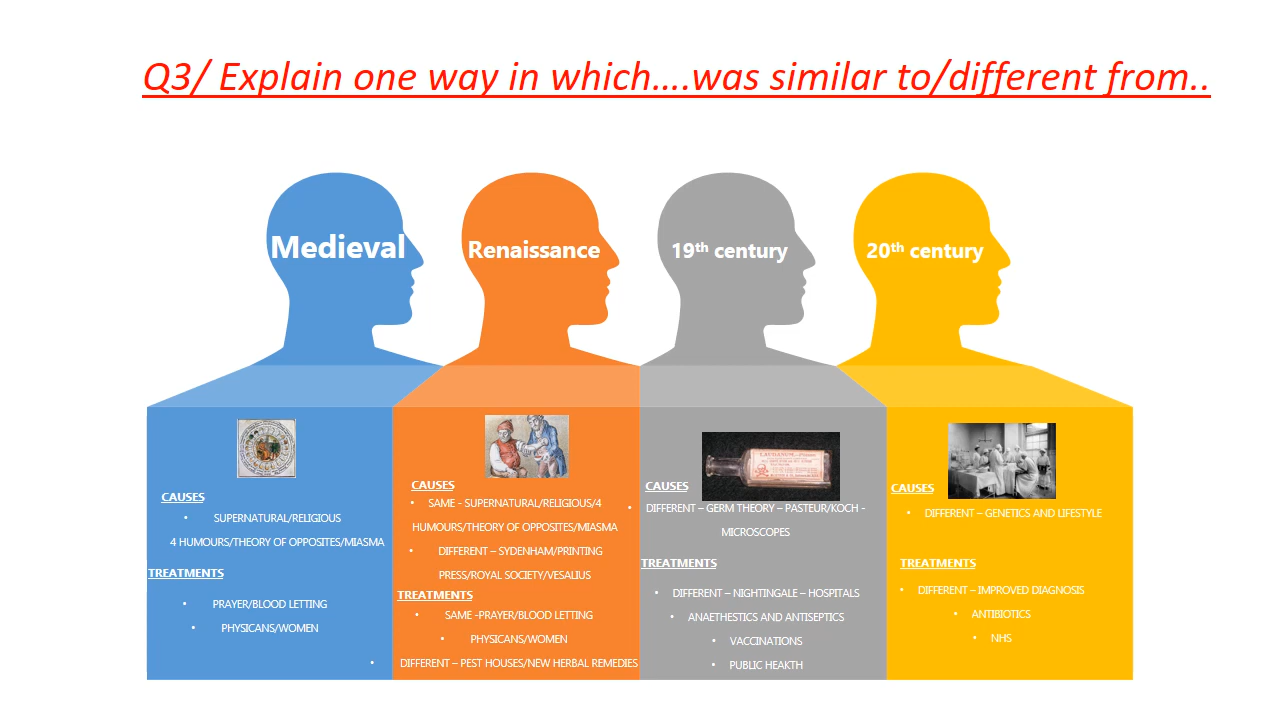 Q3/ Explain one way in which....was similar to/different from..
Medieval
Renaissance
19th century
20th century
CAUSES
• SUPERNATURAL/RELIGIOUS
4 HUMOURS/THEORY OF OPPOSITES/MIASMA
TREATMENTS
• PRAYER/BLOOD LETTING
• PHYSICANS/WOMEN
•
CAUSES
• SAME - SUPERNATURAL/RELIGIOUS/4
HUMOURS/THEORY OF OPPOSITES/MIASMA
• DIFFERENT – SYDENHAM/PRINTING
PRESS/ROYAL SOCIETY/VESALIUS
TREATMENTS
• SAME -PRAYER/BLOOD LETTING
• PHYSICANS/WOMEN
DIFFERENT – PEST HOUSES/NEW HERBAL REMEDIES
LAUDANUM
CAUSES
• DIFFERENT – GERM THEORY – PASTEUR/KOCH -
MICROSCOPES
TREATMENTS
• DIFFERENT – NIGHTINGALE – HOSPITALS
• ANAETHESTICS AND ANTISEPTICS
• VACCINATIONS
• PUBLIC HEAKTH
CAUSES
• DIFFERENT – GENETICS AND LIFESTYLE
TREATMENTS
• DIFFERENT – IMPROVED DIAGNOSIS
• ANTIBIOTICS
• NHS